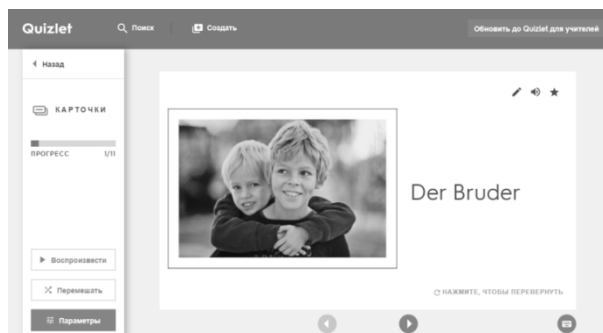 Quizlet
Поиск
Создать
Обновить до Quizlet для учителей
Назад
КАРТОЧКИ
ПРОГРЕСС 1/11
Der Bruder
Воспроизвести
Перемешать
НАЖМИТЕ, ЧТОБЫ ПЕРЕВЕРНУТЬ
Параметры